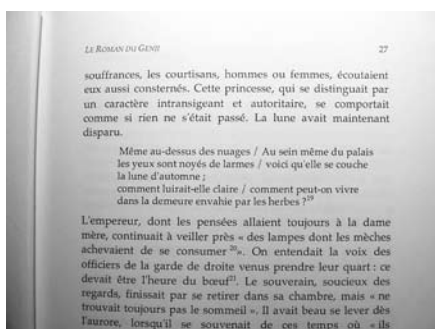 LE ROMAN DU GENJI 27
souffrances, les courtisans, hommes ou femmes, écoutaient
eux aussi consternés. Cette princesse, qui se distinguait par
un caractère intransigeant et autoritaire, se comportait
comme si rien ne s'était passé. La lune avait maintenant
disparu.
Même au-dessus des nuages / Au sein même du palais
les yeux sont noyés de larmes / voici qu'elle se couche
la lune d'automne ;
comment luirait-elle claire / comment peut-on vivre
dans la demeure envahie par les herbes ?¹⁹
L'empereur, dont les pensées allaient toujours à la dame
mère, continuait à veiller près « des lampes dont les mèches
achevaient de se consumer ²⁰». On entendait la voix des
officiers de la garde de droite venus prendre leur quart : ce
devait être l'heure du bœuf²¹. Le souverain, soucieux des
regards, finissait par se retirer dans sa chambre, mais « ne
trouvait toujours pas le sommeil ». Il avait beau se lever dès
l'aurore, lorsqu'il se souvenait de ces temps où « ils